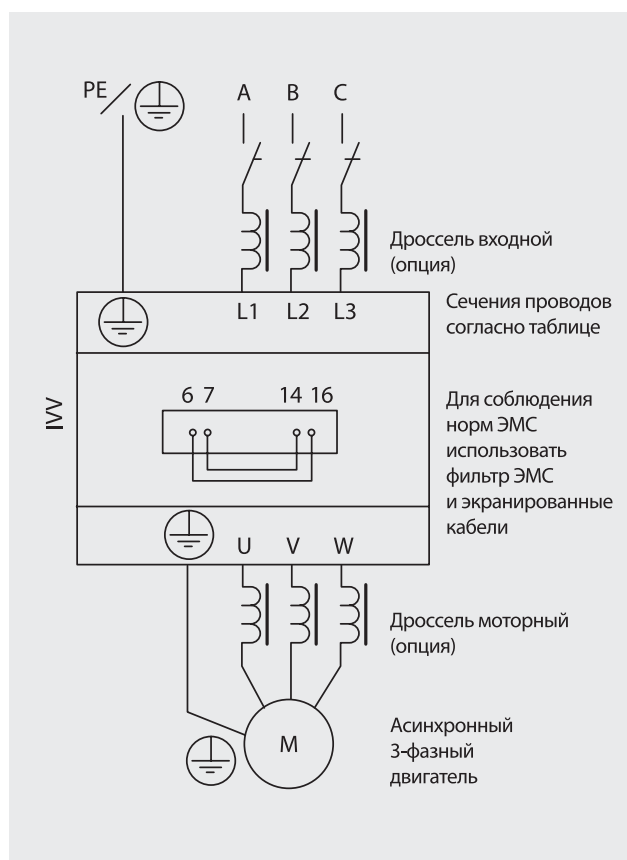 PE
A B C
Дроссель входной
(опция)
L1 L2 L3
Сечения проводов
согласно таблице
IVV
6 7 14 16
Для соблюдения
норм ЭМС
использовать
фильтр ЭМС
и экранированные
кабели
U V W
Дроссель моторный
(опция)
M
Асинхронный
3-фазный
двигатель